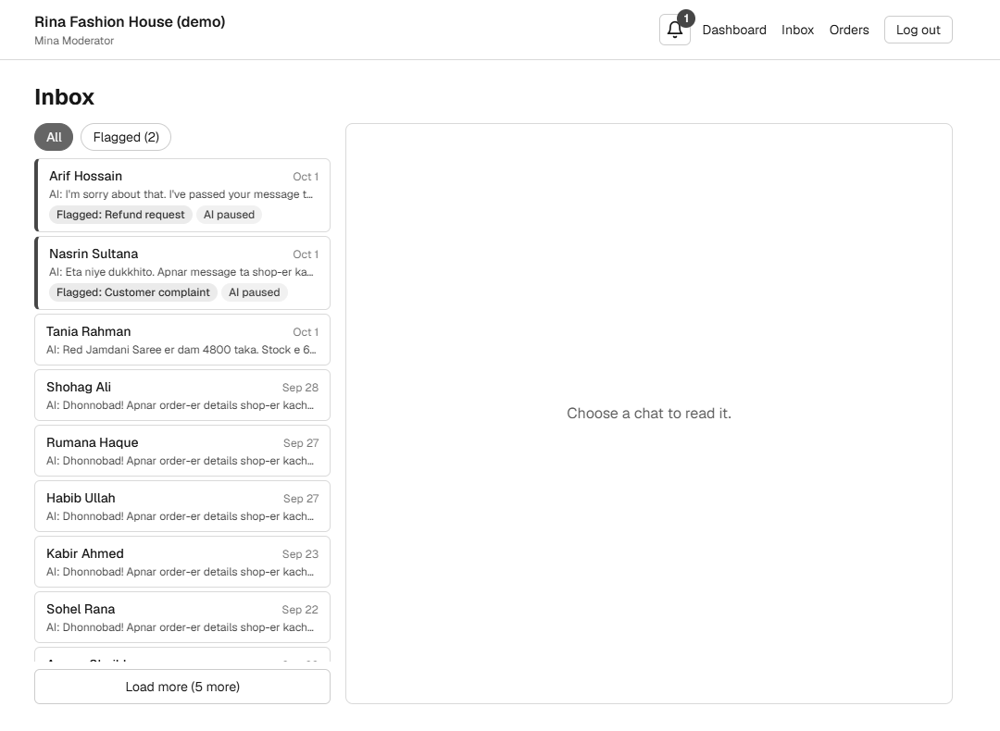 Rina Fashion House (demo)
Mina Moderator
1
Dashboard
Inbox
Orders
Log out
Inbox
All
Flagged (2)
Arif Hossain
Oct 1
AI: I'm sorry about that. I've passed your message t…
Flagged: Refund request
AI paused
Nasrin Sultana
Oct 1
AI: Eta niye dukkhito. Apnar message ta shop-er ka…
Flagged: Customer complaint
AI paused
Tania Rahman
Oct 1
AI: Red Jamdani Saree er dam 4800 taka. Stock e 6…
Shohag Ali
Sep 28
AI: Dhonnobad! Apnar order-er details shop-er kach…
Rumana Haque
Sep 27
AI: Dhonnobad! Apnar order-er details shop-er kach…
Habib Ullah
Sep 27
AI: Dhonnobad! Apnar order-er details shop-er kach…
Kabir Ahmed
Sep 23
AI: Dhonnobad! Apnar order-er details shop-er kach…
Sohel Rana
Sep 22
AI: Dhonnobad! Apnar order-er details shop-er kach…
Load more (5 more)
Choose a chat to read it.